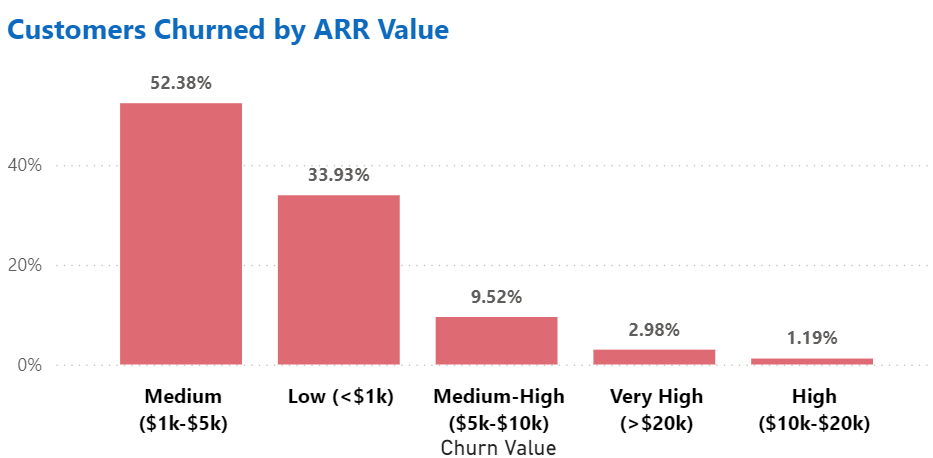 Customers Churned by ARR Value
52.38%
33.93%
9.52%
2.98%
1.19%
40%
20%
0%
Medium
($1k-$5k)
Low (<$1k)
Medium-High
($5k-$10k)
Very High
(>$20k)
High
($10k-$20k)
Churn Value